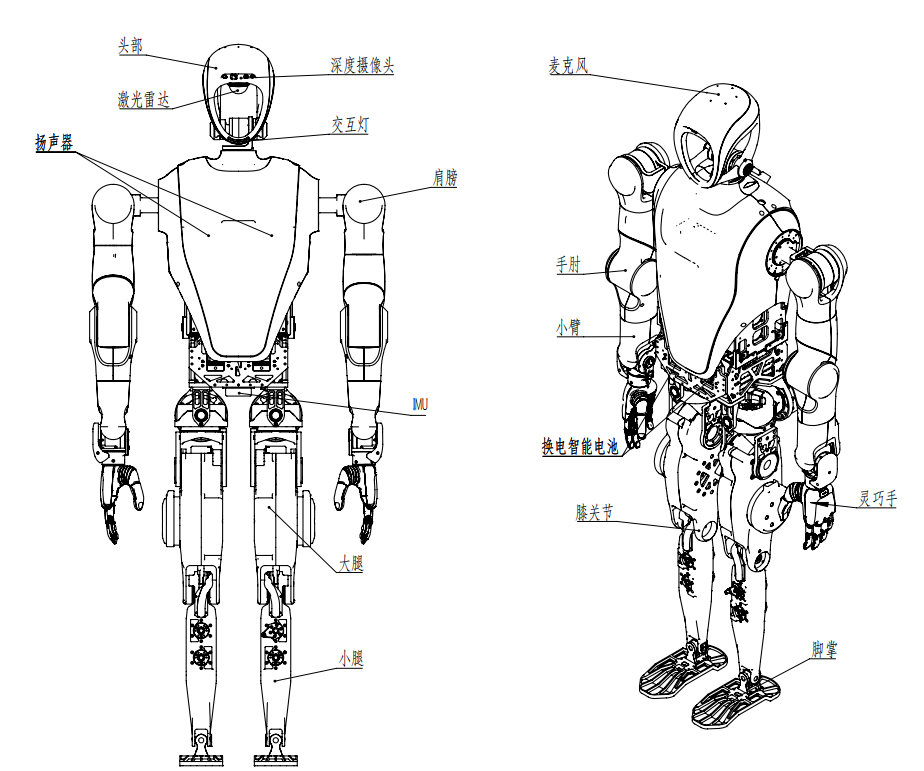 头部
深度摄像头
激光雷达
交互灯
扬声器
肩膀
IMU
大腿
小腿
麦克风
手肘
小臂
换电智能电池
灵巧手
膝关节
脚掌